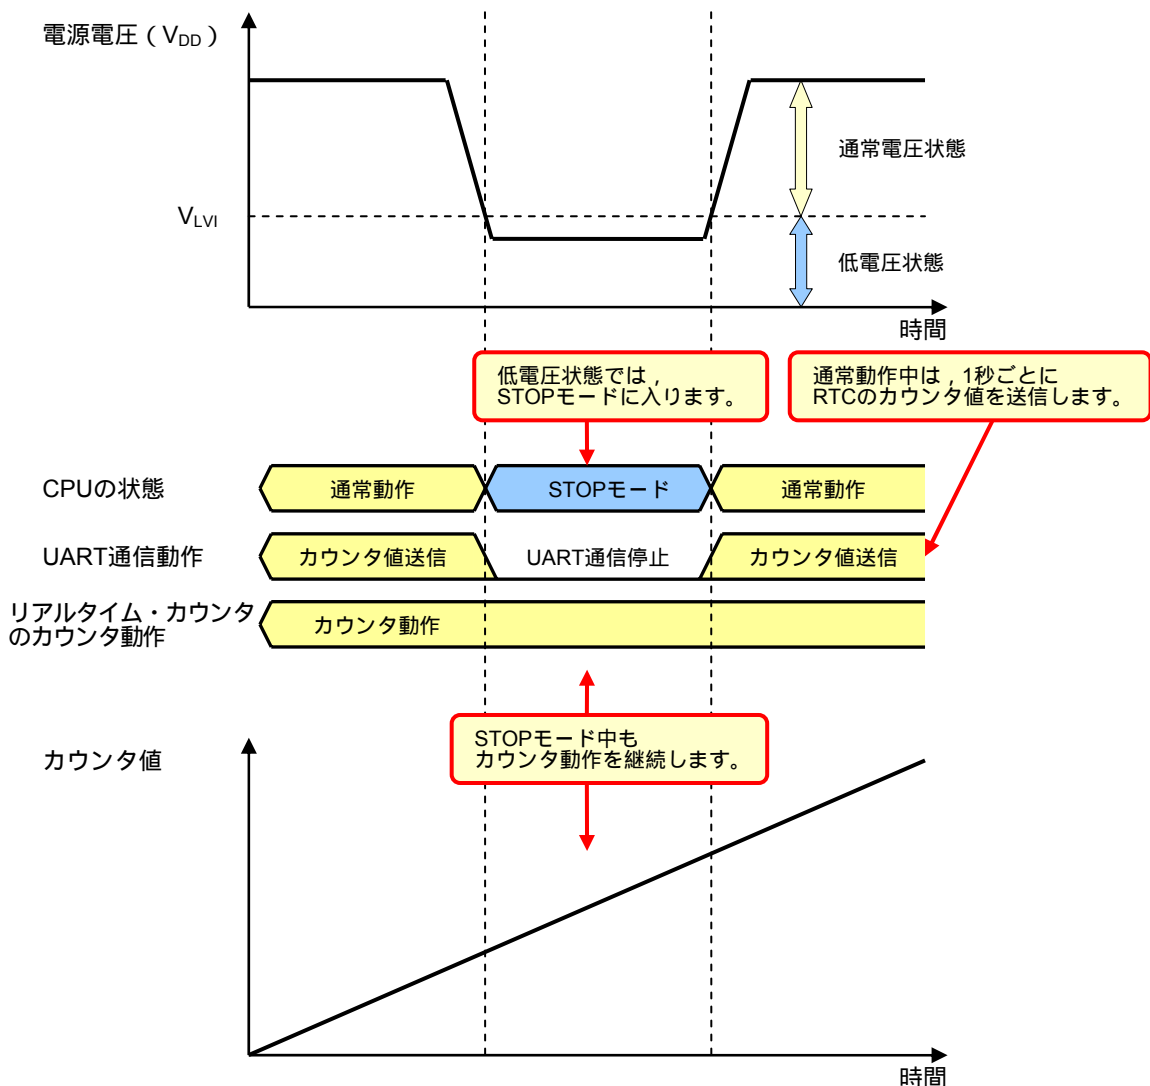 電源電圧（VDD）
通常電圧状態
VLVI
低電圧状態
時間
低電圧状態では，
STOPモードに入ります。
通常動作中は，1秒ごとに
RTCのカウンタ値を送信します。
CPUの状態
通常動作
STOPモード
通常動作
UART通信動作
カウンタ値送信
UART通信停止
カウンタ値送信
リアルタイム・カウンタ
のカウンタ動作
カウンタ動作
STOPモード中も
カウンタ動作を継続します。
カウンタ値
時間